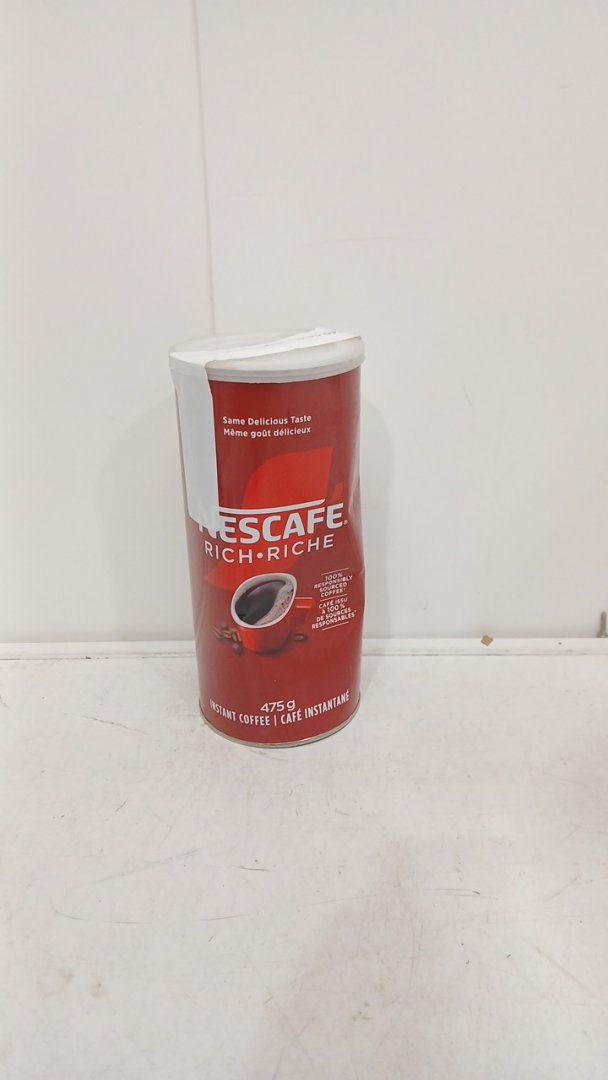 Same Delicious Taste
Même goût délicieux
NESCAFÉ®
RICH • RICHE
100%
RESPONSIBLY
SOURCED
COFFEE*
CAFÉ ISSU
À 100%
DE SOURCES
RESPONSABLES*
475 g
INSTANT COFFEE | CAFÉ INSTANTANÉ